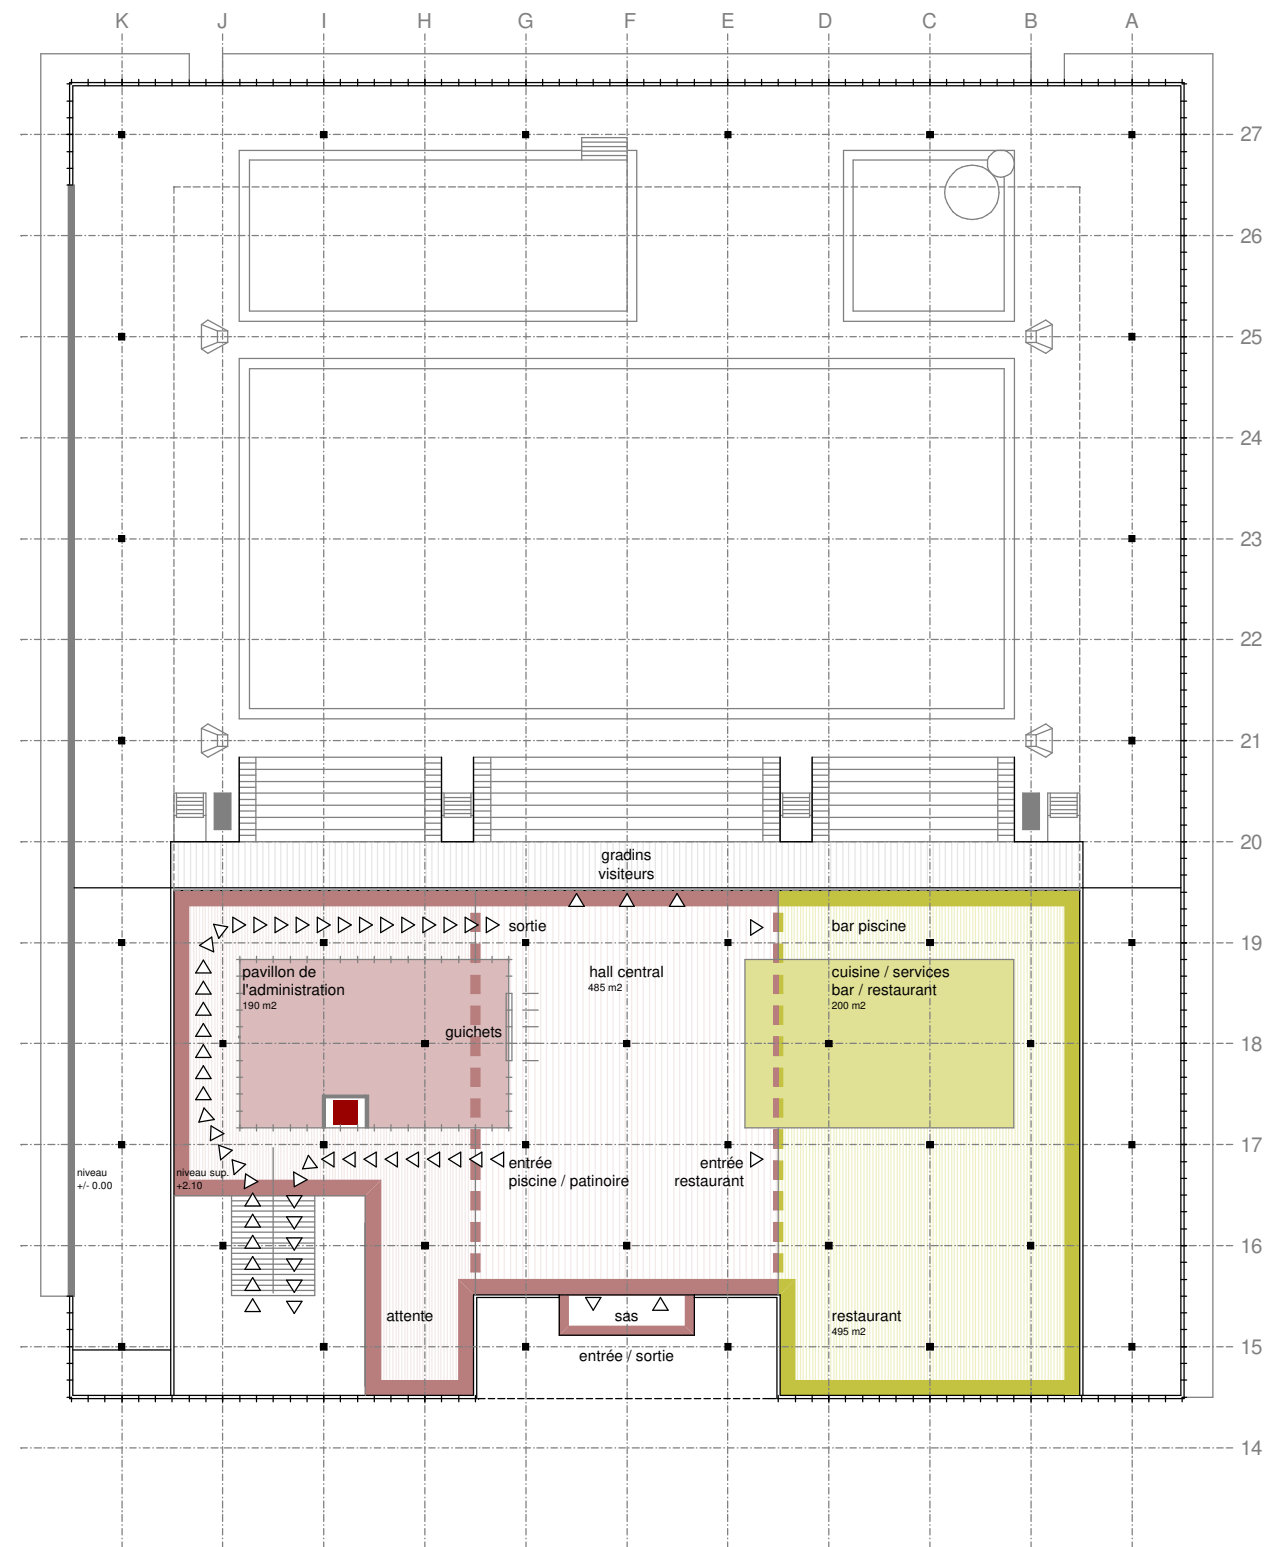 K J I H G F E D C B A
27
26
25
24
23
22
21
20
gradins
visiteurs
sortie
bar piscine
19
pavillon de
l'administration
190 m2
hall central
485 m2
cuisine / services
bar / restaurant
200 m2
guichets
18
17
niveau
+/- 0.00
niveau sup.
+2.10
entrée
piscine / patinoire
entrée
restaurant
16
attente
sas
restaurant
495 m2
15
entrée / sortie
14